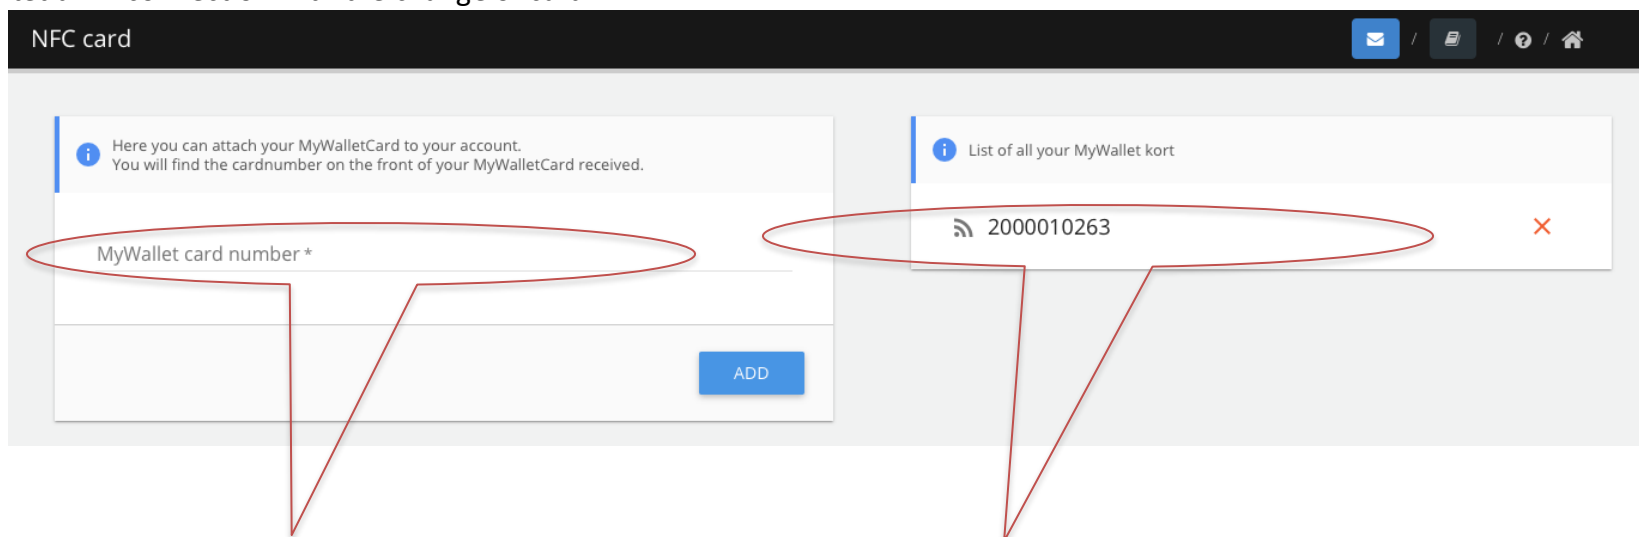 NFC card
/ / /
Here you can attach your MyWalletCard to your account.
You will find the cardnumber on the front of your MyWalletCard received.
MyWallet card number *
ADD
List of all your MyWallet kort
2000010263